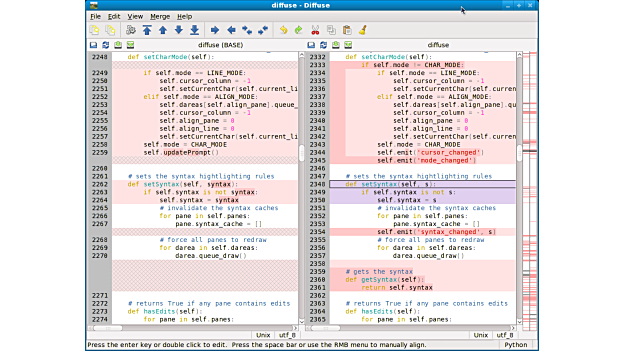 diffuse - Diffuse
File Edit View Merge Help
diffuse (BASE)
2248 def setCharMode(self):
2249 if self.mode == LINE_MODE:
2250 self.cursor_column = -1
2251 self.setCurrentChar(self.current_li
2252 elif self.mode == ALIGN_MODE:
2253 self.dareas[self.align_pane].queue_
2254 self.cursor_column = -1
2255 self.align_pane = 0
2256 self.align_line = 0
2257 self.setCurrentChar(self.current_li
2258 self.mode = CHAR_MODE
2259 self.updatePrompt()
2260
2261 # sets the syntax hightlighting rules
2262 def setSyntax(self, syntax):
2263 if self.syntax is not syntax:
2264 self.syntax = syntax
2265 # invalidate the syntax caches
2266 for pane in self.panes:
2267 pane.syntax_cache = []
2268 # force all panes to redraw
2269 for darea in self.dareas:
2270 darea.queue_draw()
2271
2272 # returns True if any pane contains edits
2273 def hasEdits(self):
2274 for pane in self.panes:
Unix utf_8
diffuse
2332 def setCharMode(self):
2333 if self.mode != CHAR_MODE:
2334 if self.mode == LINE_MODE:
2335 self.cursor_column = -1
2336 self.setCurrentChar(self.curren
2337 elif self.mode == ALIGN_MODE:
2338 self.dareas[self.align_pane].qu
2339 self.cursor_column = -1
2340 self.align_pane = 0
2341 self.align_line = 0
2342 self.setCurrentChar(self.curren
2343 self.mode = CHAR_MODE
2344 self.emit('cursor_changed')
2345 self.emit('mode_changed')
2346
2347 # sets the syntax hightlighting rules
2348 def setSyntax(self, s):
2349 if self.syntax is not s:
2350 self.syntax = s
2351 # invalidate the syntax caches
2352 for pane in self.panes:
2353 pane.syntax_cache = []
2354 self.emit('syntax_changed', s)
2355 # force all panes to redraw
2356 for darea in self.dareas:
2357 darea.queue_draw()
2358
2359 # gets the syntax
2360 def getSyntax(self):
2361 return self.syntax
2362
2363 # returns True if any pane contains edits
2364 def hasEdits(self):
2365 for pane in self.panes:
Unix utf_8
Press the enter key or double click to edit. Press the space bar or use the RMB menu to manually align. Python